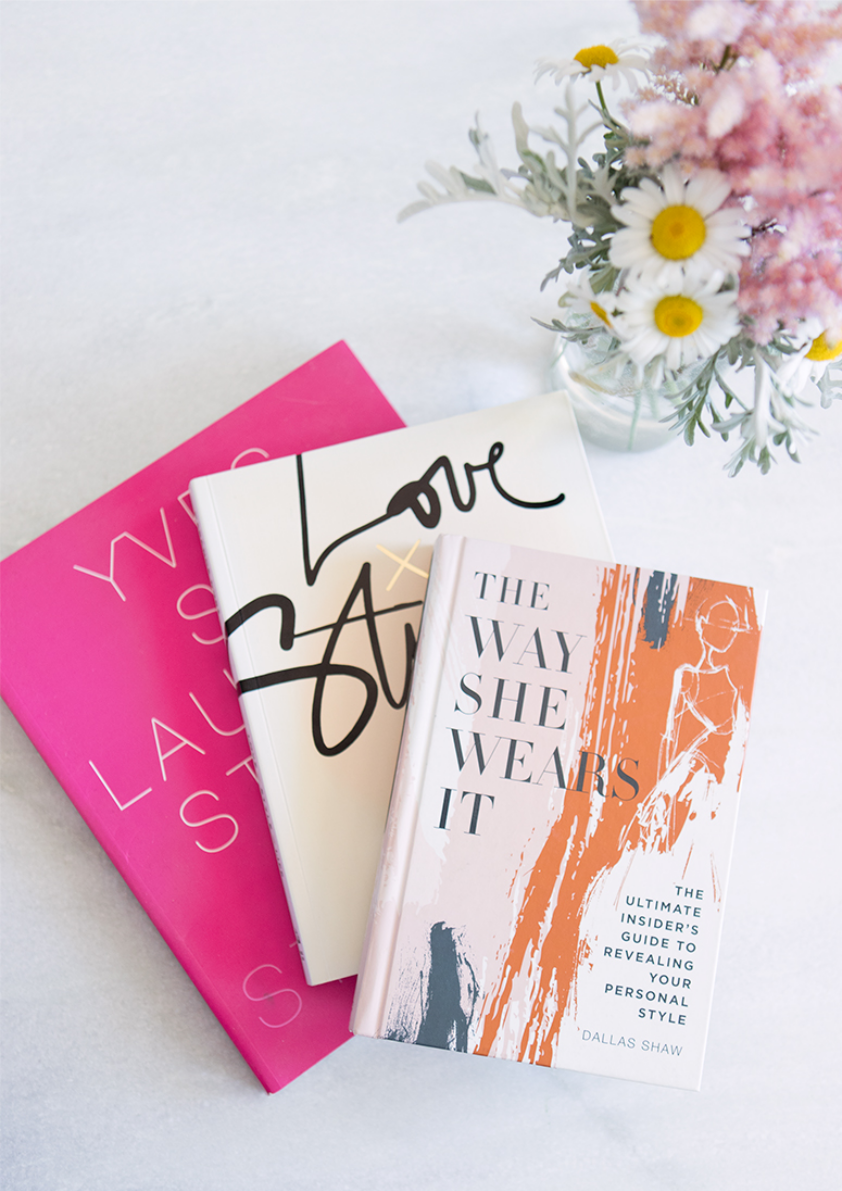 YVES
LAU
ST
Love
x
THE
WAY
SHE
WEARS
IT
THE
ULTIMATE
INSIDER'S
GUIDE TO
REVEALING
YOUR
PERSONAL
STYLE
DALLAS SHAW